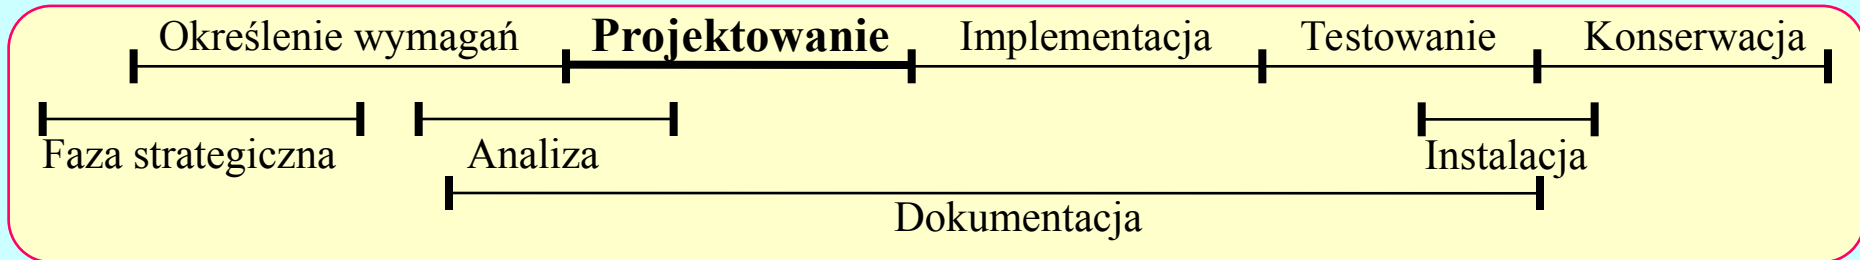 Określenie wymagań Projektowanie Implementacja Testowanie Konserwacja
Faza strategiczna Analiza Instalacja
Dokumentacja